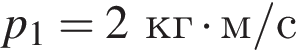 p₁ = 2 кг · м/с